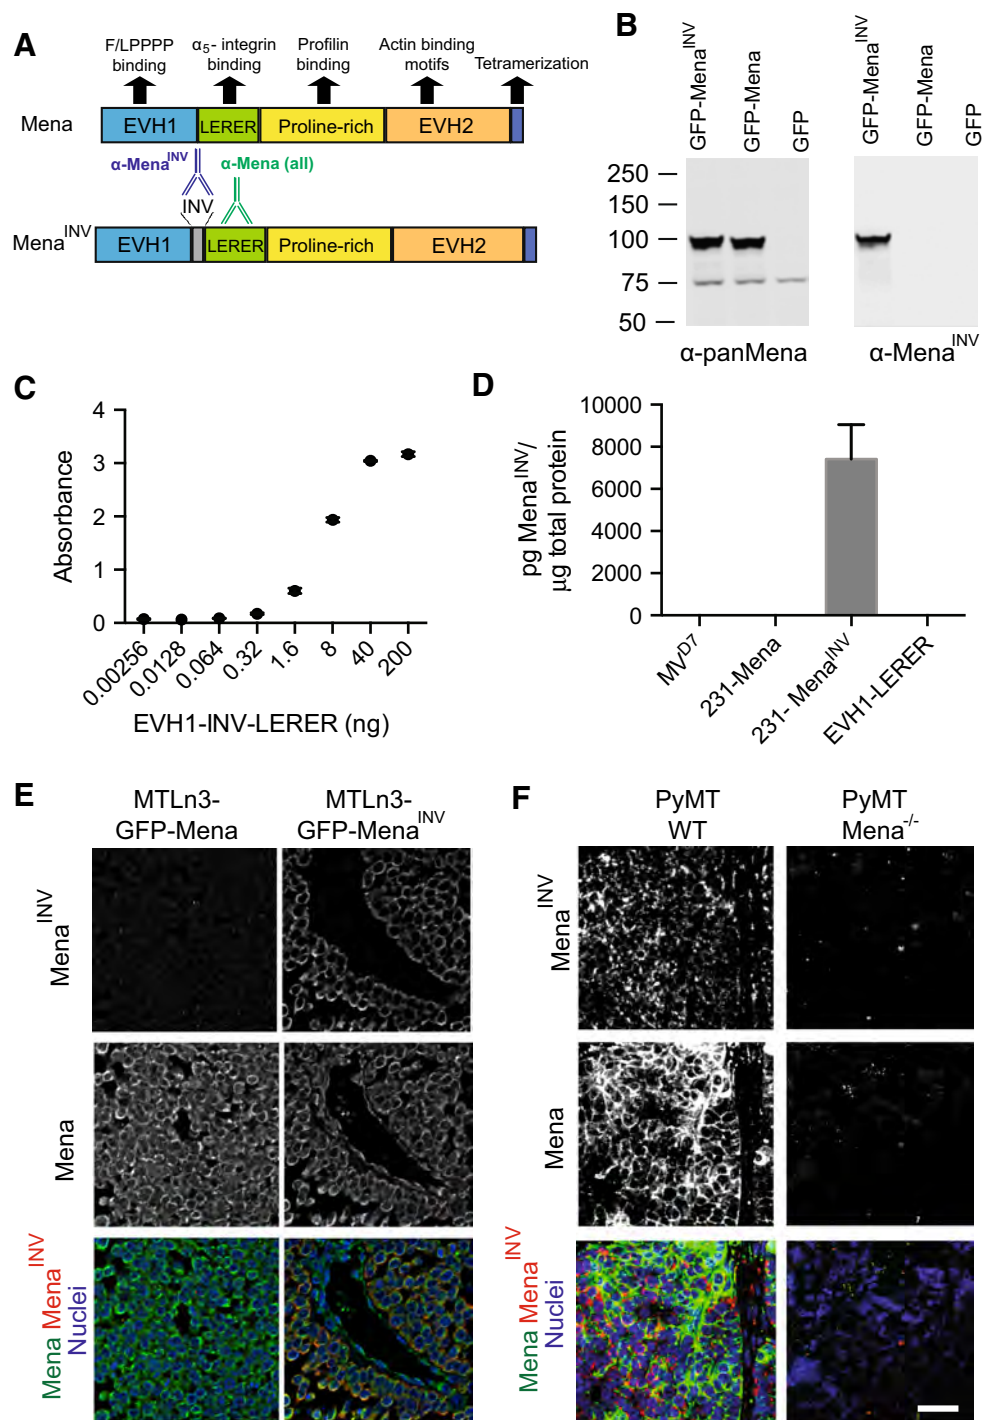 A
F/LPPPP
binding
α5- integrin
binding
Profilin
binding
Actin binding
motifs
Tetramerization
Mena
EVH1
LERER
Proline-rich
EVH2
α-MenaINV
α-Mena (all)
INV
MenaINV
EVH1
LERER
Proline-rich
EVH2
B
GFP-MenaINV
GFP-Mena
GFP
GFP-MenaINV
GFP-Mena
GFP
250
150
100
75
50
α-panMena
α-MenaINV
C
Absorbance
4
3
2
1
0
0.00256
0.0128
0.064
0.32
1.6
8
40
200
EVH1-INV-LERER (ng)
D
pg MenaINV/
μg total protein
10000
8000
6000
4000
2000
0
MVD7
231-Mena
231- MenaINV
EVH1-LERER
E
MTLn3-
GFP-Mena
MTLn3-
GFP-MenaINV
MenaINV
Mena
Mena MenaINV
Nuclei
F
PyMT
WT
PyMT
Mena-/-
MenaINV
Mena
Mena MenaINV
Nuclei